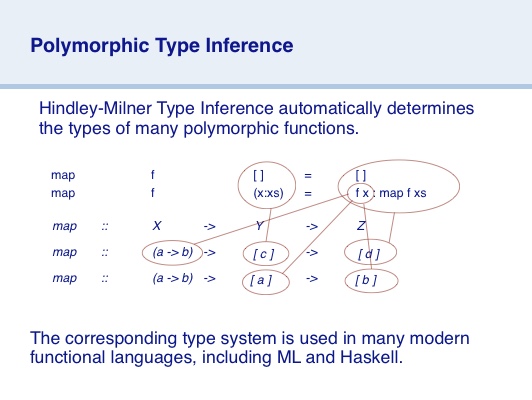 Polymorphic Type Inference
Hindley-Milner Type Inference automatically determines
the types of many polymorphic functions.
map f [ ] = [ ]
map f (x:xs) = f x : map f xs
map :: X -> Y -> Z
map :: (a -> b) -> [ c ] -> [ d ]
map :: (a -> b) -> [ a ] -> [ b ]
The corresponding type system is used in many modern
functional languages, including ML and Haskell.